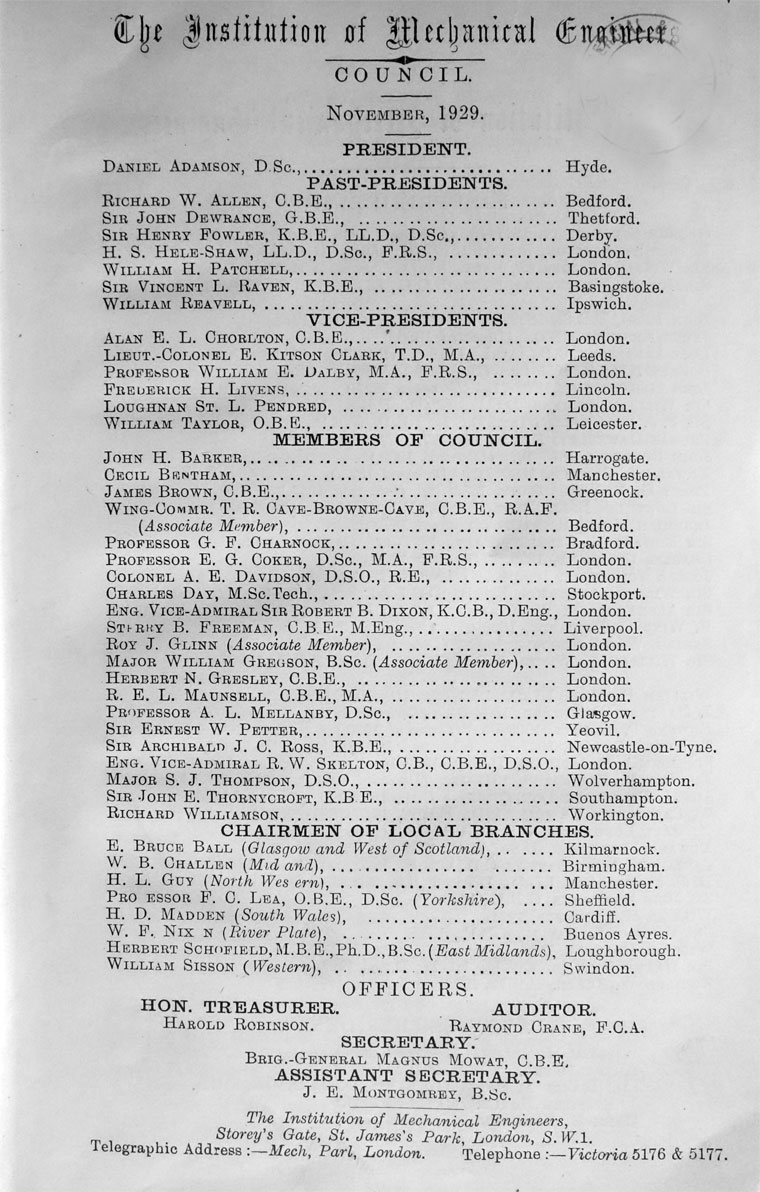 The Institution of Mechanical Engineer
COUNCIL.
NOVEMBER, 1929.
PRESIDENT.
DANIEL ADAMSON, D.Sc., Hyde.
PAST-PRESIDENTS.
RICHARD W. ALLEN, C.B.E., Bedford.
SIR JOHN DEWRANCE, G.B.E., Thetford.
SIR HENRY FOWLER, K.B.E., LL.D., D.Sc., Derby.
H. S. HELE-SHAW, LL.D., D.Sc., F.R.S., London.
WILLIAM H. PATCHELL, London.
SIR VINCENT L. RAVEN, K.B.E., Basingstoke.
WILLIAM REAVELL, Ipswich.
VICE-PRESIDENTS.
ALAN E. L. CHORLTON, C.B.E., London.
LIEUT.-COLONEL E. KITSON CLARK, T.D., M.A., Leeds.
PROFESSOR WILLIAM E. DALBY, M.A., F.R.S., London.
FREDERICK H. LIVENS, Lincoln.
LOUGHNAN ST. L. PENDRED, London.
WILLIAM TAYLOR, O.B.E., Leicester.
MEMBERS OF COUNCIL.
JOHN H. BARKER, Harrogate.
CECIL BENTHAM, Manchester.
JAMES BROWN, C.B.E., Greenock.
WING-COMMR. T. R. CAVE-BROWNE-CAVE, C.B.E., R.A.F.
(Associate Member), Bedford.
PROFESSOR G. F. CHARNOCK, Bradford.
PROFESSOR E. G. COKER, D.Sc., M.A., F.R.S., London.
COLONEL A. E. DAVIDSON, D.S.O., R.E., London.
CHARLES DAY, M.Sc.Tech., Stockport.
ENG. VICE-ADMIRAL SIR ROBERT B. DIXON, K.C.B., D.Eng., London.
STERRY B. FREEMAN, C.B.E., M.Eng., Liverpool.
ROY J. GLINN (Associate Member), London.
MAJOR WILLIAM GREGSON, B.Sc. (Associate Member), London.
HERBERT N. GRESLEY, C.B.E., London.
R. E. L. MAUNSELL, C.B.E., M.A., London.
PROFESSOR A. L. MELLANBY, D.Sc., Glasgow.
SIR ERNEST W. PETTER, Yeovil.
SIR ARCHIBALD J. C. ROSS, K.B.E., Newcastle-on-Tyne.
ENG. VICE-ADMIRAL R. W. SKELTON, C.B., C.B.E., D.S.O., London.
MAJOR S. J. THOMPSON, D.S.O., Wolverhampton.
SIR JOHN E. THORNYCROFT, K.B E., Southampton.
RICHARD WILLIAMSON, Workington.
CHAIRMEN OF LOCAL BRANCHES.
E. BRUCE BALL (Glasgow and West of Scotland), Kilmarnock.
W. B. CHALLEN (Mid and), Birmingham.
H. L. GUY (North Wes ern), Manchester.
PRO ESSOR F. C. LEA, O.B.E., D.Sc. (Yorkshire), Sheffield.
H. D. MADDEN (South Wales), Cardiff.
W. F. NIX N (River Plate), Buenos Ayres.
HERBERT SCHOFIELD, M.B.E., Ph.D., B.Sc. (East Midlands), Loughborough.
WILLIAM SISSON (Western), Swindon.
OFFICERS.
HON. TREASURER. AUDITOR.
HAROLD ROBINSON. RAYMOND CRANE, F.C.A.
SECRETARY.
BRIG.-GENERAL MAGNUS MOWAT, C.B.E.
ASSISTANT SECRETARY.
J. E. MONTGOMREY, B.Sc.
The Institution of Mechanical Engineers,
Storey's Gate, St. James's Park, London, S.W.1.
Telegraphic Address :—Mech, Parl, London. Telephone :—Victoria 5176 & 5177.